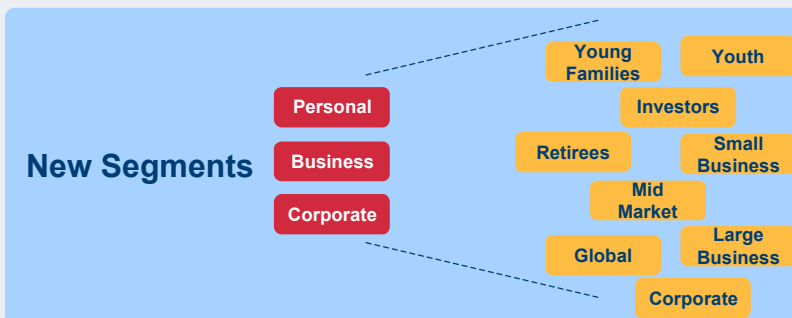 New Segments
Personal
Business
Corporate
Young
Families
Youth
Investors
Retirees
Small
Business
Mid
Market
Global
Large
Business
Corporate